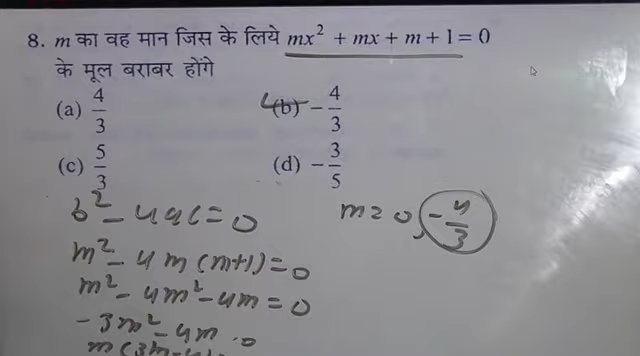 8. m का वह मान जिस के लिये mx² + mx + m + 1 = 0
के मूल बराबर होंगे
(a) 4/3 (b) -4/3
(c) 5/3 (d) -3/5
b² - 4ac = 0 m = 0, -4/3
m² - 4m(m+1) = 0
m² - 4m² - 4m = 0
-3m² - 4m = 0